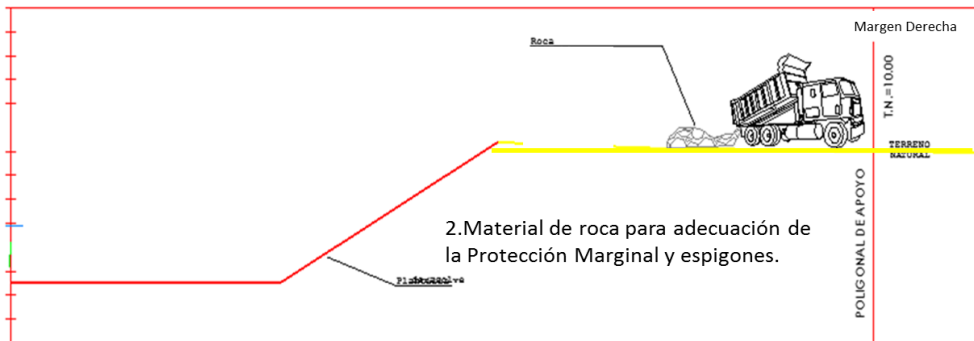 Margen Derecha
Roca
T.N.=10.00
TERRENO
NATURAL
2.Material de roca para adecuación de
la Protección Marginal y espigones.
POLIGONAL DE APOYO